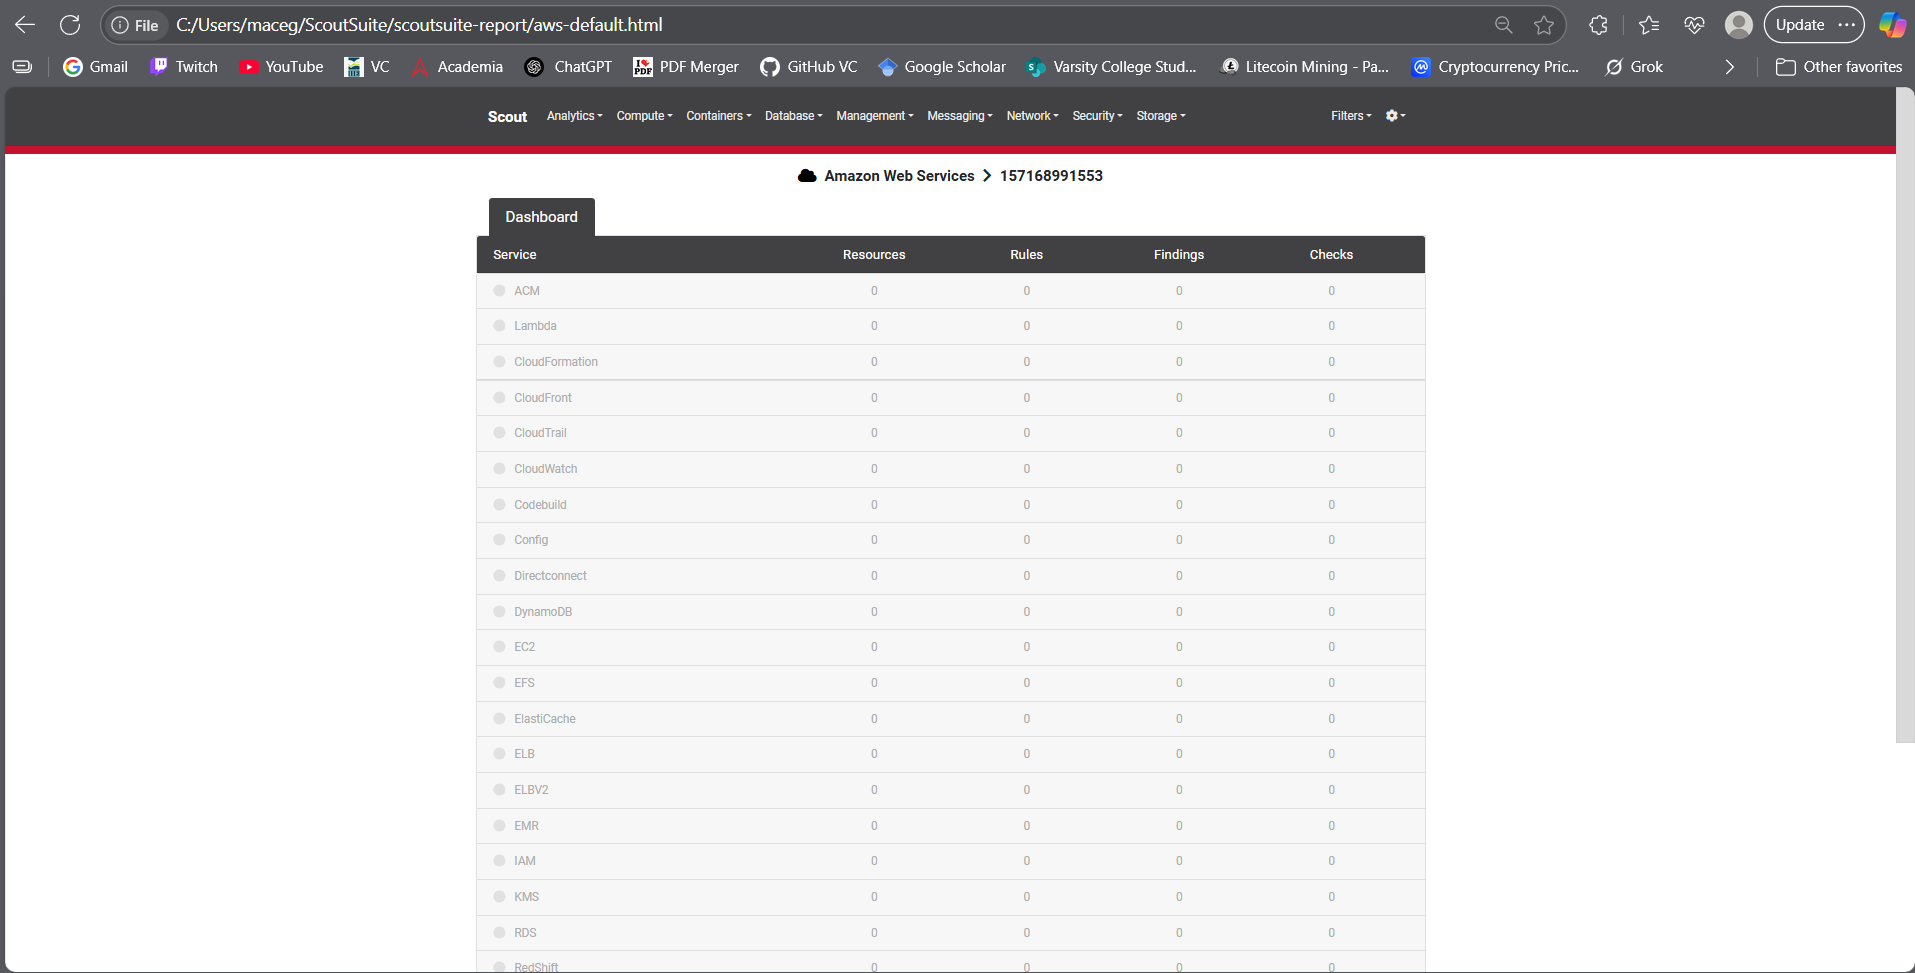 File C:/Users/maceg/ScoutSuite/scoutsuite-report/aws-default.html Update
Gmail Twitch YouTube VC Academia ChatGPT PDF Merger GitHub VC Google Scholar Varsity College Stud... Litecoin Mining - Pa... Cryptocurrency Pric... Grok Other favorites
Scout Analytics Compute Containers Database Management Messaging Network Security Storage Filters
Amazon Web Services > 157168991553
Dashboard
Service Resources Rules Findings Checks
ACM 0 0 0 0
Lambda 0 0 0 0
CloudFormation 0 0 0 0
CloudFront 0 0 0 0
CloudTrail 0 0 0 0
CloudWatch 0 0 0 0
Codebuild 0 0 0 0
Config 0 0 0 0
Directconnect 0 0 0 0
DynamoDB 0 0 0 0
EC2 0 0 0 0
EFS 0 0 0 0
ElastiCache 0 0 0 0
ELB 0 0 0 0
ELBV2 0 0 0 0
EMR 0 0 0 0
IAM 0 0 0 0
KMS 0 0 0 0
RDS 0 0 0 0
RedShift 0 0 0 0